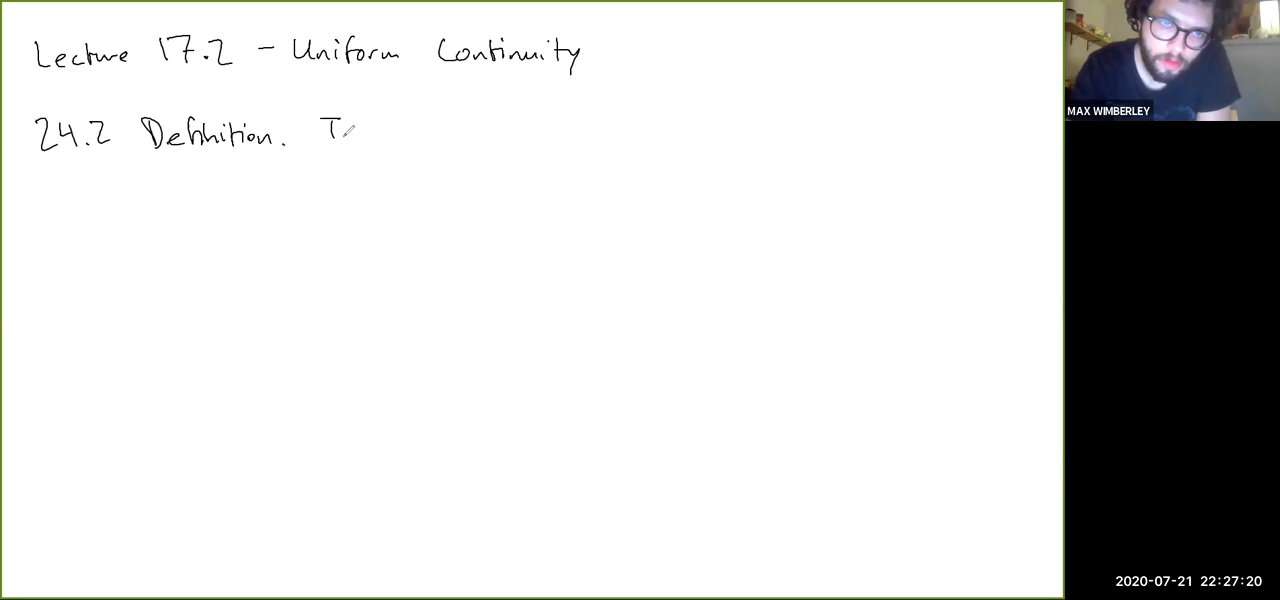 Lecture 17.2 - Uniform Continuity
24.2 Definition. T
MAX WIMBERLEY
2020-07-21 22:27:20